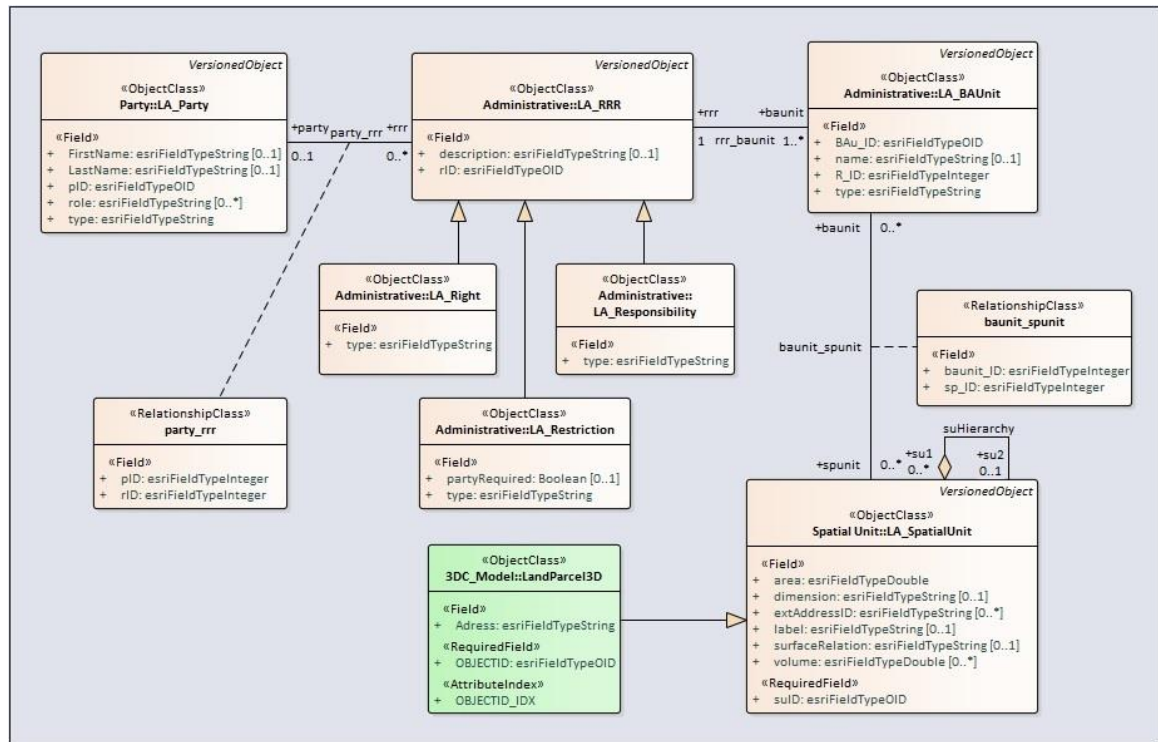 VersionedObject
«ObjectClass»
Party::LA_Party
«Field»
+ FirstName: esriFieldTypeString [0..1]
+ LastName: esriFieldTypeString [0..1]
+ pID: esriFieldTypeOID
+ role: esriFieldTypeString [0..*]
+ type: esriFieldTypeString
+party
party_rrr
+rrr
0..1
0..*
VersionedObject
«ObjectClass»
Administrative::LA_RRR
«Field»
+ description: esriFieldTypeString [0..1]
+ rID: esriFieldTypeOID
+rrr
+baunit
1
rrr_baunit
1..*
VersionedObject
«ObjectClass»
Administrative::LA_BAUnit
«Field»
+ BAu_ID: esriFieldTypeOID
+ name: esriFieldTypeString [0..1]
+ R_ID: esriFieldTypeInteger
+ type: esriFieldTypeString
+baunit
0..*
«ObjectClass»
Administrative::LA_Right
«Field»
+ type: esriFieldTypeString
«ObjectClass»
Administrative::
LA_Responsibility
«Field»
+ type: esriFieldTypeString
baunit_spunit
«RelationshipClass»
baunit_spunit
«Field»
+ baunit_ID: esriFieldTypeInteger
+ sp_ID: esriFieldTypeInteger
«RelationshipClass»
party_rrr
«Field»
+ pID: esriFieldTypeInteger
+ rID: esriFieldTypeInteger
«ObjectClass»
Administrative::LA_Restriction
«Field»
+ partyRequired: Boolean [0..1]
+ type: esriFieldTypeString
suHierarchy
+spunit
0..*
+su1
0..*
+su2
0..1
VersionedObject
«ObjectClass»
Spatial Unit::LA_SpatialUnit
«Field»
+ area: esriFieldTypeDouble
+ dimension: esriFieldTypeString [0..1]
+ extAddressID: esriFieldTypeString [0..*]
+ label: esriFieldTypeString [0..1]
+ surfaceRelation: esriFieldTypeString [0..1]
+ volume: esriFieldTypeDouble [0..*]
«RequiredField»
+ suID: esriFieldTypeOID
«ObjectClass»
3DC_Model::LandParcel3D
«Field»
+ Adress: esriFieldTypeString
«RequiredField»
+ OBJECTID: esriFieldTypeOID
«AttributeIndex»
+ OBJECTID_IDX